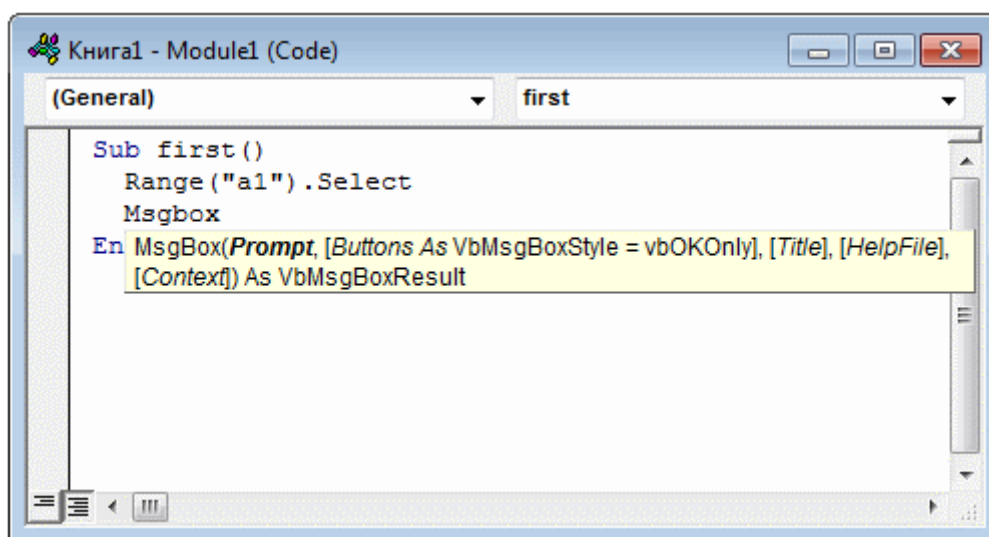 Книга1 - Module1 (Code)
(General) first
Sub first()
Range("a1").Select
Msgbox
En
MsgBox(Prompt, [Buttons As VbMsgBoxStyle = vbOKOnly], [Title], [HelpFile],
[Context]) As VbMsgBoxResult